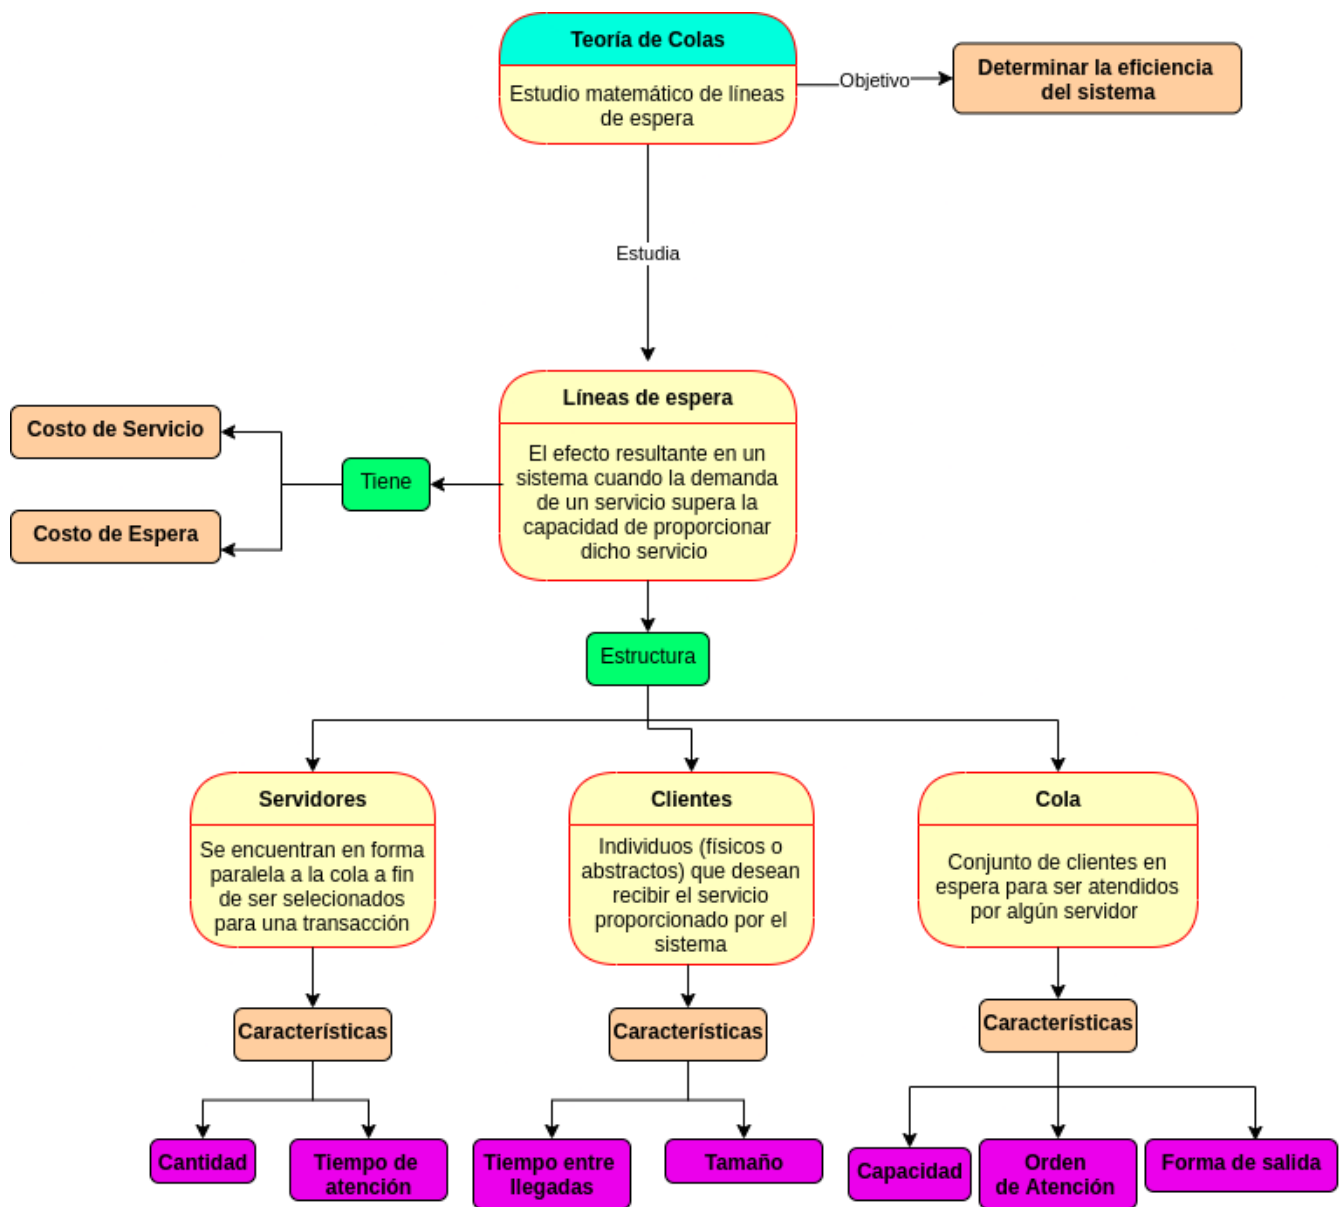 Teoría de Colas
Estudio matemático de líneas
de espera
Objetivo
Determinar la eficiencia
del sistema
Estudia
Líneas de espera
El efecto resultante en un
sistema cuando la demanda
de un servicio supera la
capacidad de proporcionar
dicho servicio
Tiene
Costo de Servicio
Costo de Espera
Estructura
Servidores
Se encuentran en forma
paralela a la cola a fin
de ser selecionados
para una transacción
Clientes
Individuos (físicos o
abstractos) que desean
recibir el servicio
proporcionado por el
sistema
Cola
Conjunto de clientes en
espera para ser atendidos
por algún servidor
Características
Características
Características
Cantidad
Tiempo de
atención
Tiempo entre
llegadas
Tamaño
Capacidad
Orden
de Atención
Forma de salida